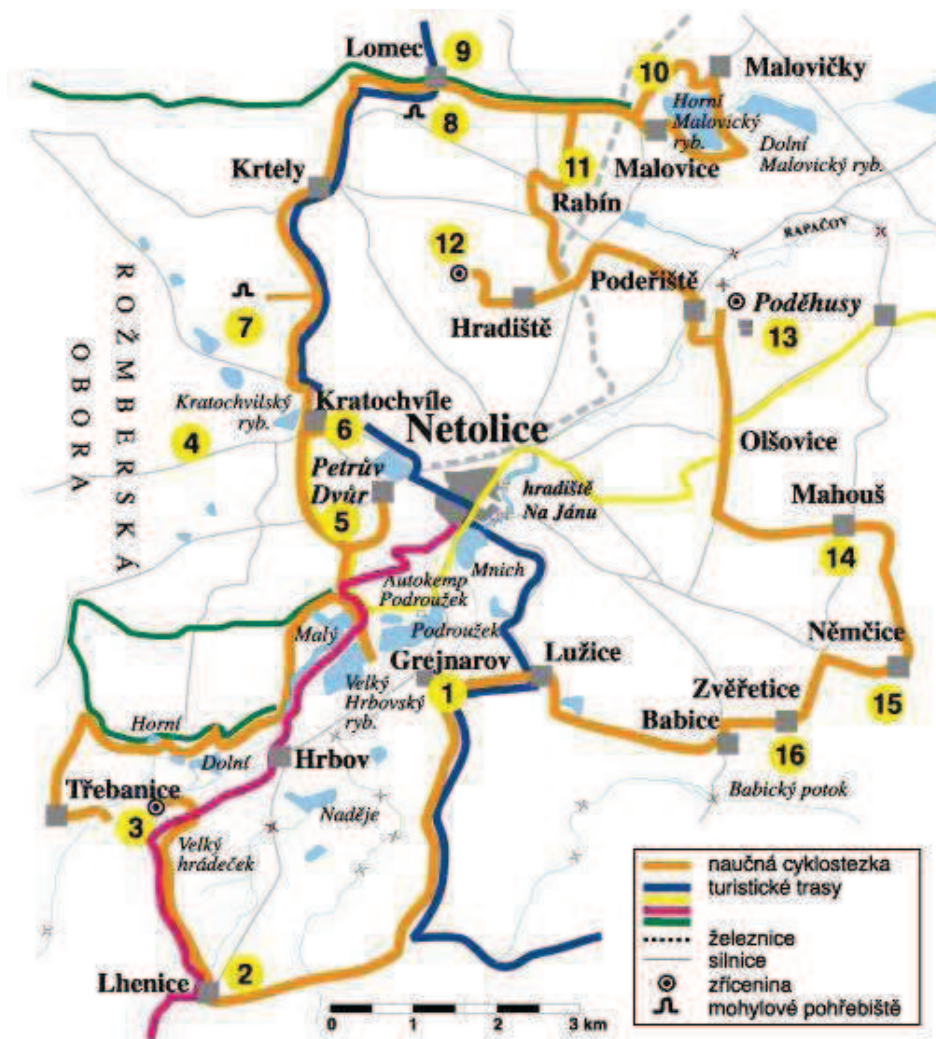 Lomec
9
10
Malovičky
Horní
Malovický
ryb.
8
Dolní
Malovický ryb.
Malovice
11
Krtely
Rabín
RAPAČOV
12
Podeřiště
Poděhusy
7
Hradiště
13
ROŽMBERSKÁ
OBORA
Kratochvilský
ryb.
Kratochvíle
6
Netolice
4
Olšovice
Petrův
Dvůr
hradiště
Na Jánu
Mahouš
5
14
Mnich
Autokemp
Podroužek
Malý
Podroužek
Němčice
Grejnarov
Lužice
1
Velký
Hrbovský
ryb.
Zvěřetice
15
Babice
Horní
16
Dolní
Hrbov
Babický potok
Třebanice
Naděje
3
Velký
hrádeček
naučná cyklostezka
turistické trasy
železnice
silnice
zřícenina
mohylové pohřebiště
2
Lhenice
0 1 2 3 km